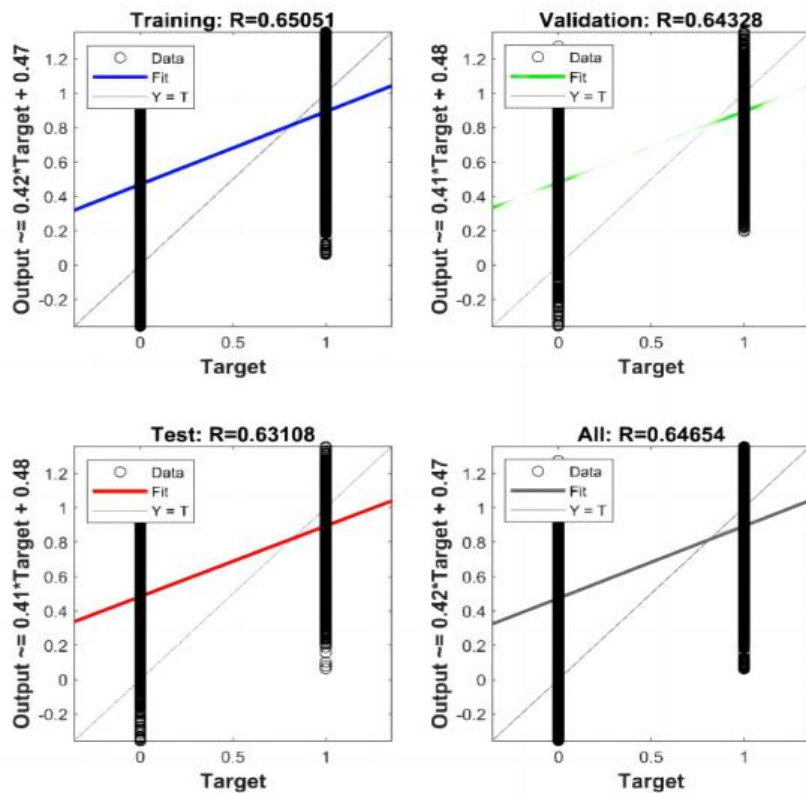 Training: R=0.65051
Output ~= 0.42*Target + 0.47
1.2
1
0.8
0.6
0.4
0.2
0
-0.2
Data
Fit
Y = T
0
0.5
1
Target
Validation: R=0.64328
Output ~= 0.41*Target + 0.48
1.2
1
0.8
0.6
0.4
0.2
0
-0.2
Data
Fit
Y = T
0
0.5
1
Target
Test: R=0.63108
Output ~= 0.41*Target + 0.48
1.2
1
0.8
0.6
0.4
0.2
0
-0.2
Data
Fit
Y = T
0
0.5
1
Target
All: R=0.64654
Output ~= 0.42*Target + 0.47
1.2
1
0.8
0.6
0.4
0.2
0
-0.2
Data
Fit
Y = T
0
0.5
1
Target